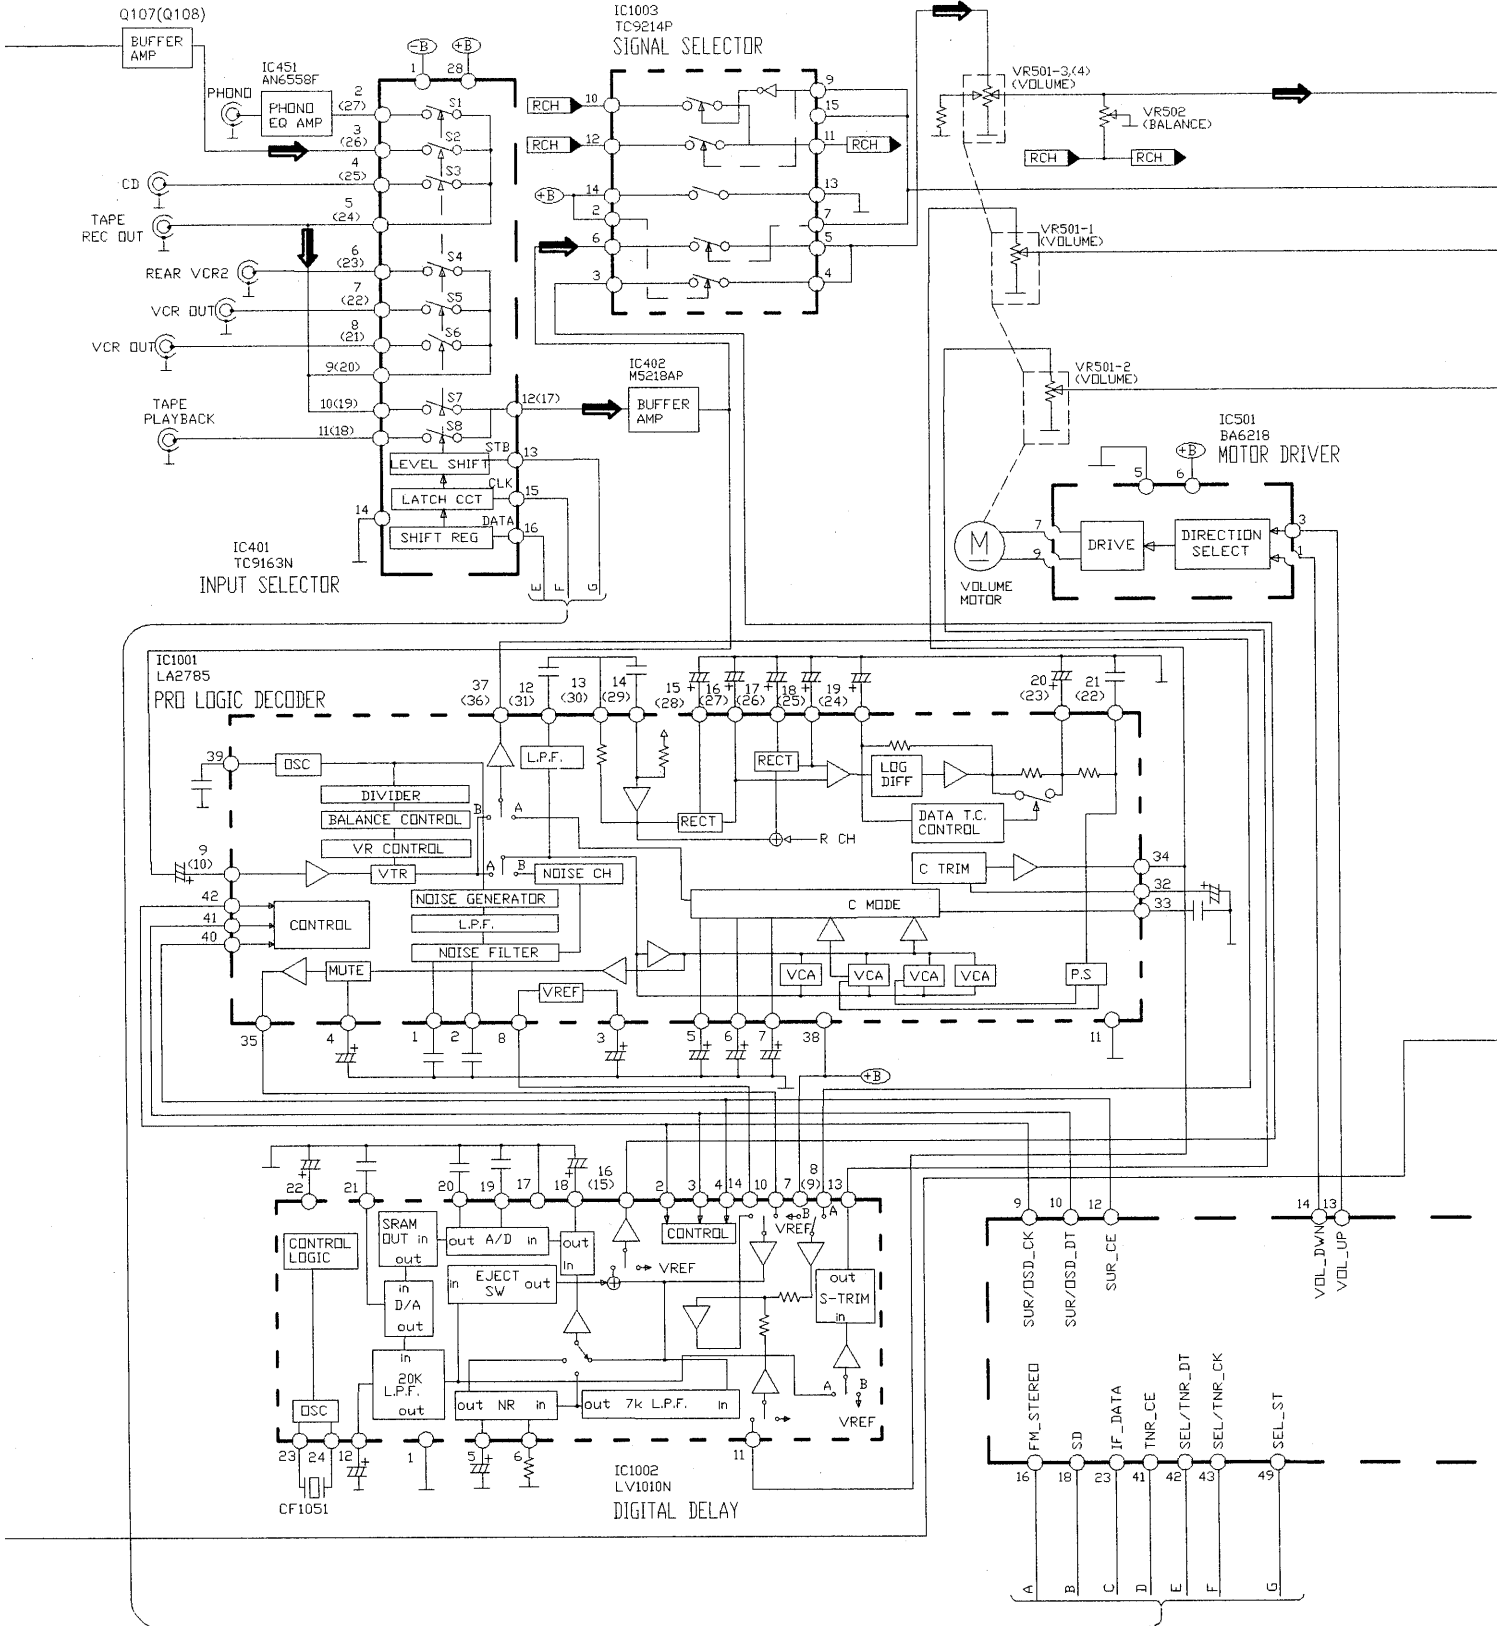 Q107(Q108)
BUFFER
AMP
IC451
AN6558F
PHONO
PHONO
EQ AMP
-B
+B
1
28
2
(27)
S1
3
(26)
S2
4
(25)
S3
CD
5
(24)
TAPE
REC OUT
6
(23)
S4
REAR VCR2
7
(22)
S5
VCR OUT
8
(21)
S6
VCR OUT
9(20)
10(19)
S7
12(17)
TAPE
PLAYBACK
11(18)
S8
STB
13
LEVEL SHIFT
CLK
15
LATCH CCT
14
DATA
16
SHIFT REG
IC401
TC9163N
INPUT SELECTOR
E
F
G
IC402
M5218AP
BUFFER
AMP
IC1003
TC9214P
SIGNAL SELECTOR
RCH
10
9
15
RCH
12
11
RCH
+B
14
13
2
7
6
5
3
4
VR501-3,(4)
(VOLUME)
VR502
(BALANCE)
RCH
RCH
VR501-1
(VOLUME)
VR501-2
(VOLUME)
IC501
BA6218
MOTOR DRIVER
+B
5
6
M
VOLUME
MOTOR
7
9
DRIVE
DIRECTION
SELECT
3
1
IC1001
LA2785
PRO LOGIC DECODER
37
(36)
12
(31)
13
(30)
14
(29)
15
(28)
16
(27)
17
(26)
18
(25)
19
(24)
20
(23)
21
(22)
39
OSC
DIVIDER
BALANCE CONTROL
VR CONTROL
VTR
9
(10)
L.P.F.
B
A
A
B
NOISE CH
NOISE GENERATOR
L.P.F.
NOISE FILTER
42
41
40
CONTROL
MUTE
VREF
RECT
RECT
R CH
LOG
DIFF
DATA T.C.
CONTROL
C TRIM
C MODE
34
32
33
VCA
VCA
VCA
VCA
P.S
35
4
1
2
8
3
5
6
7
38
11
+B
22
21
20
19
17
18
16
(15)
2
3
4
14
10
7
8
(9)
13
CONTROL
LOGIC
SRAM
OUT in
out
out A/D in
out
in
CONTROL
VREF
B
A
VREF
in
D/A
out
in
EJECT
SW
out
out
S-TRIM
in
in
20K
L.P.F.
out
out NR in
out 7k L.P.F. in
A
B
VREF
OSC
23
24
12
1
5
6
11
CF1051
IC1002
LV1010N
DIGITAL DELAY
9
10
12
14
13
SUR/OSD_CK
SUR/OSD_DT
SUR_CE
VOL_DWN
VOL_UP
FM_STEREO
SD
IF_DATA
TNR_CE
SEL/TNR_DT
SEL/TNR_CK
SEL_ST
16
18
23
41
42
43
49
A
B
C
D
E
F
G